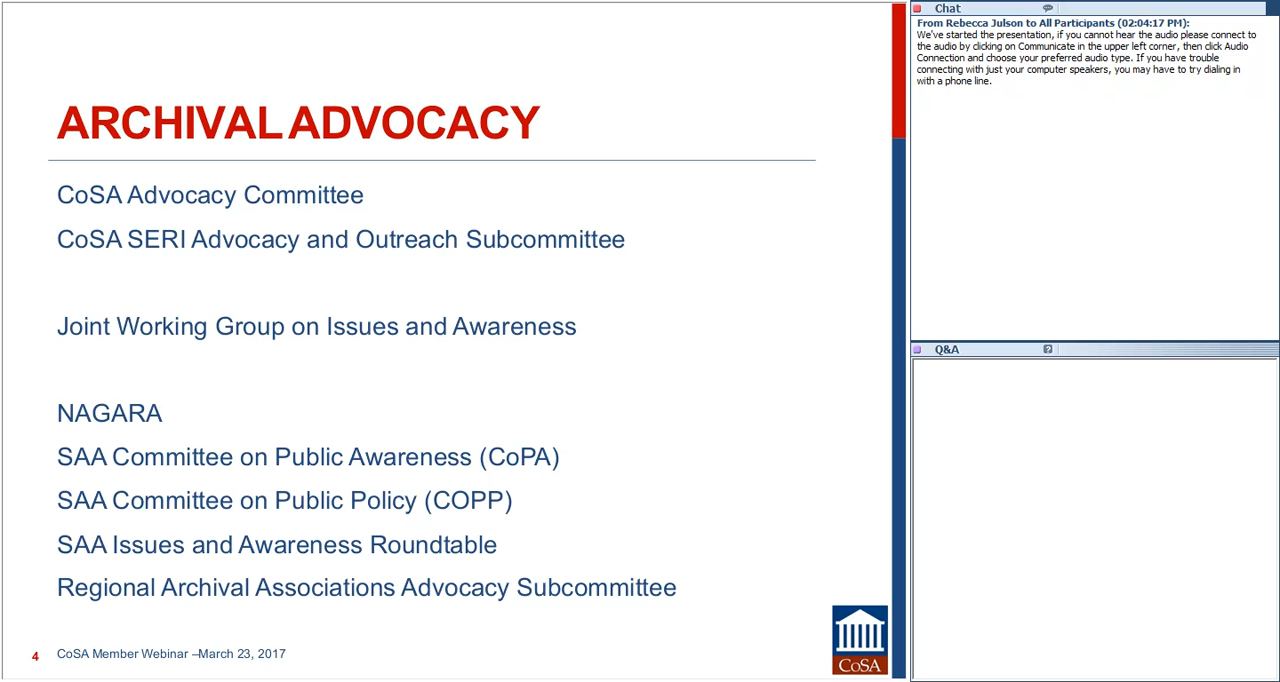 ARCHIVAL ADVOCACY
CoSA Advocacy Committee
CoSA SERI Advocacy and Outreach Subcommittee
Joint Working Group on Issues and Awareness
NAGARA
SAA Committee on Public Awareness (CoPA)
SAA Committee on Public Policy (COPP)
SAA Issues and Awareness Roundtable
Regional Archival Associations Advocacy Subcommittee
4 CoSA Member Webinar –March 23, 2017
CoSA
Chat
From Rebecca Julson to All Participants (02:04:17 PM):
We've started the presentation, if you cannot hear the audio please connect to
the audio by clicking on Communicate in the upper left corner, then click Audio
Connection and choose your preferred audio type. If you have trouble
connecting with just your computer speakers, you may have to try dialing in
with a phone line.
Q&A
?